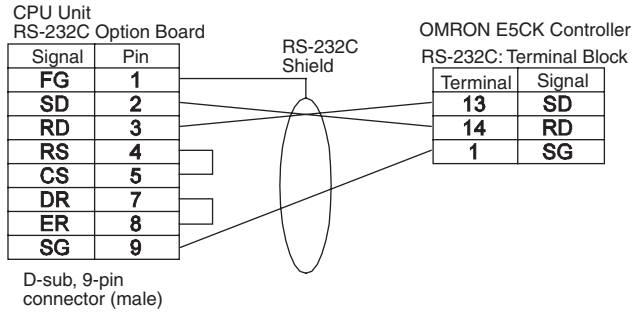 CPU Unit
RS-232C Option Board
Signal Pin
FG 1
SD 2
RD 3
RS 4
CS 5
DR 7
ER 8
SG 9
D-sub, 9-pin
connector (male)
RS-232C
Shield
OMRON E5CK Controller
RS-232C: Terminal Block
Terminal Signal
13 SD
14 RD
1 SG